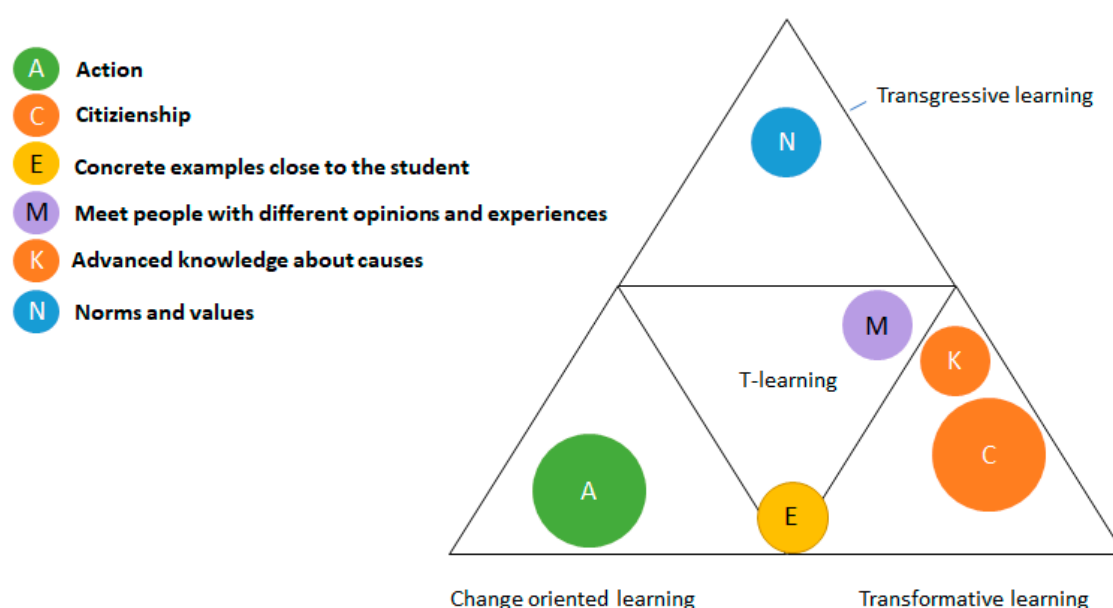 A Action
C Citizienship
E Concrete examples close to the student
M Meet people with different opinions and experiences
K Advanced knowledge about causes
N Norms and values
Transgressive learning
N
M
K
T-learning
C
A
E
Change oriented learning
Transformative learning